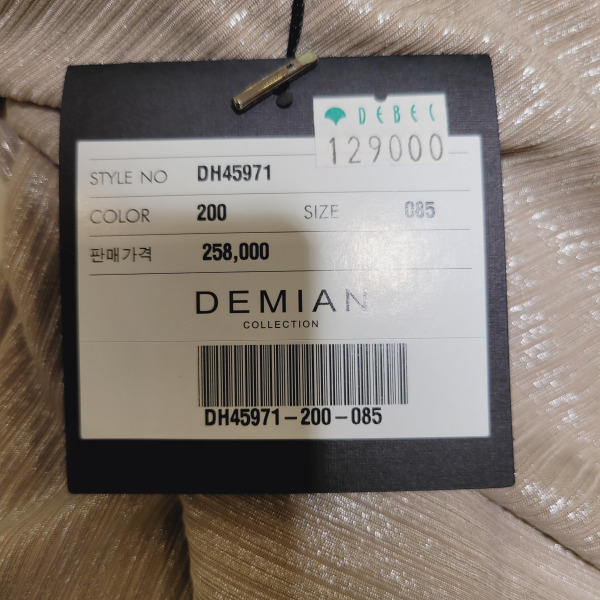 DEBEC
129000
STYLE NO DH45971
COLOR 200 SIZE 085
판매가격 258,000
DEMIAN
COLLECTION
DH45971-200-085